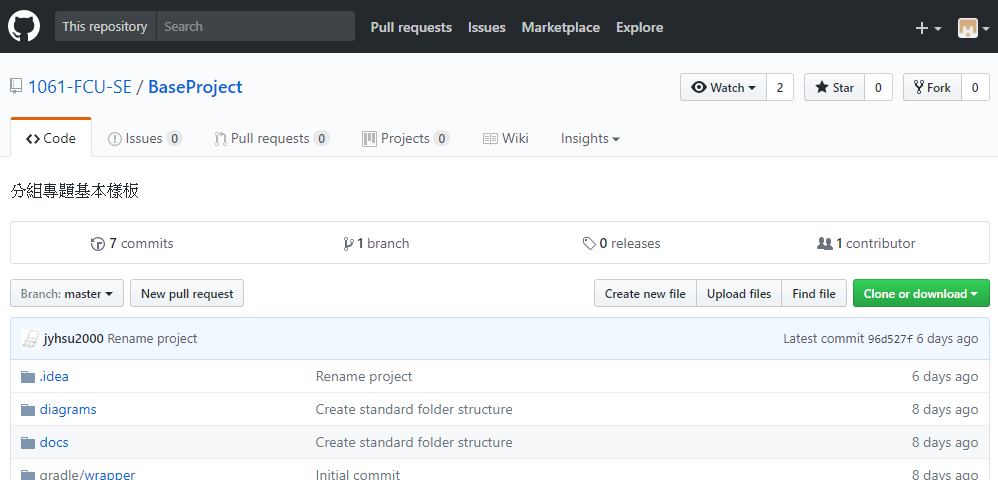 This repository Search Pull requests Issues Marketplace Explore
1061-FCU-SE / BaseProject Watch 2 Star 0 Fork 0
Code Issues 0 Pull requests 0 Projects 0 Wiki Insights
分組專題基本樣板
7 commits 1 branch 0 releases 1 contributor
Branch: master New pull request Create new file Upload files Find file Clone or download
jyhsu2000 Rename project Latest commit 96d527f 6 days ago
.idea Rename project 6 days ago
diagrams Create standard folder structure 8 days ago
docs Create standard folder structure 8 days ago
gradle/wrapper Initial commit 8 days ago